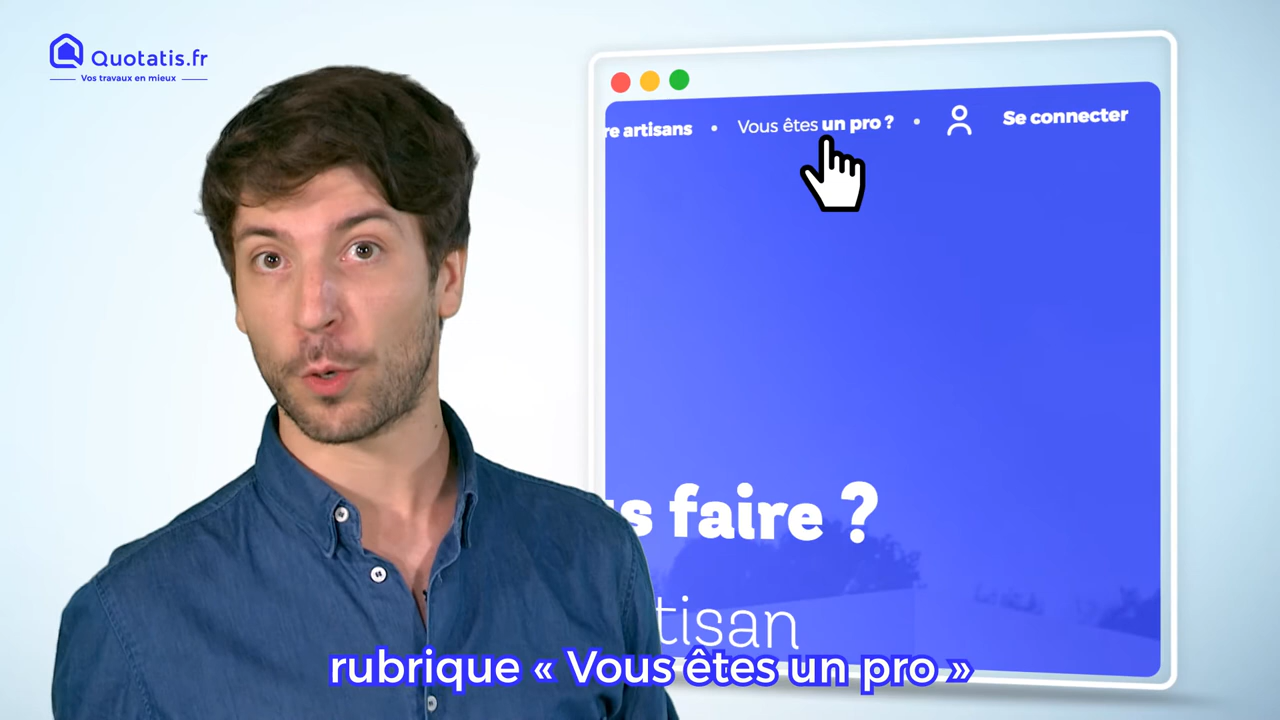 Quotatis.fr
Vos travaux en mieux
re artisans • Vous êtes un pro ? • Se connecter
s faire ?
tisan
rubrique « Vous êtes un pro »